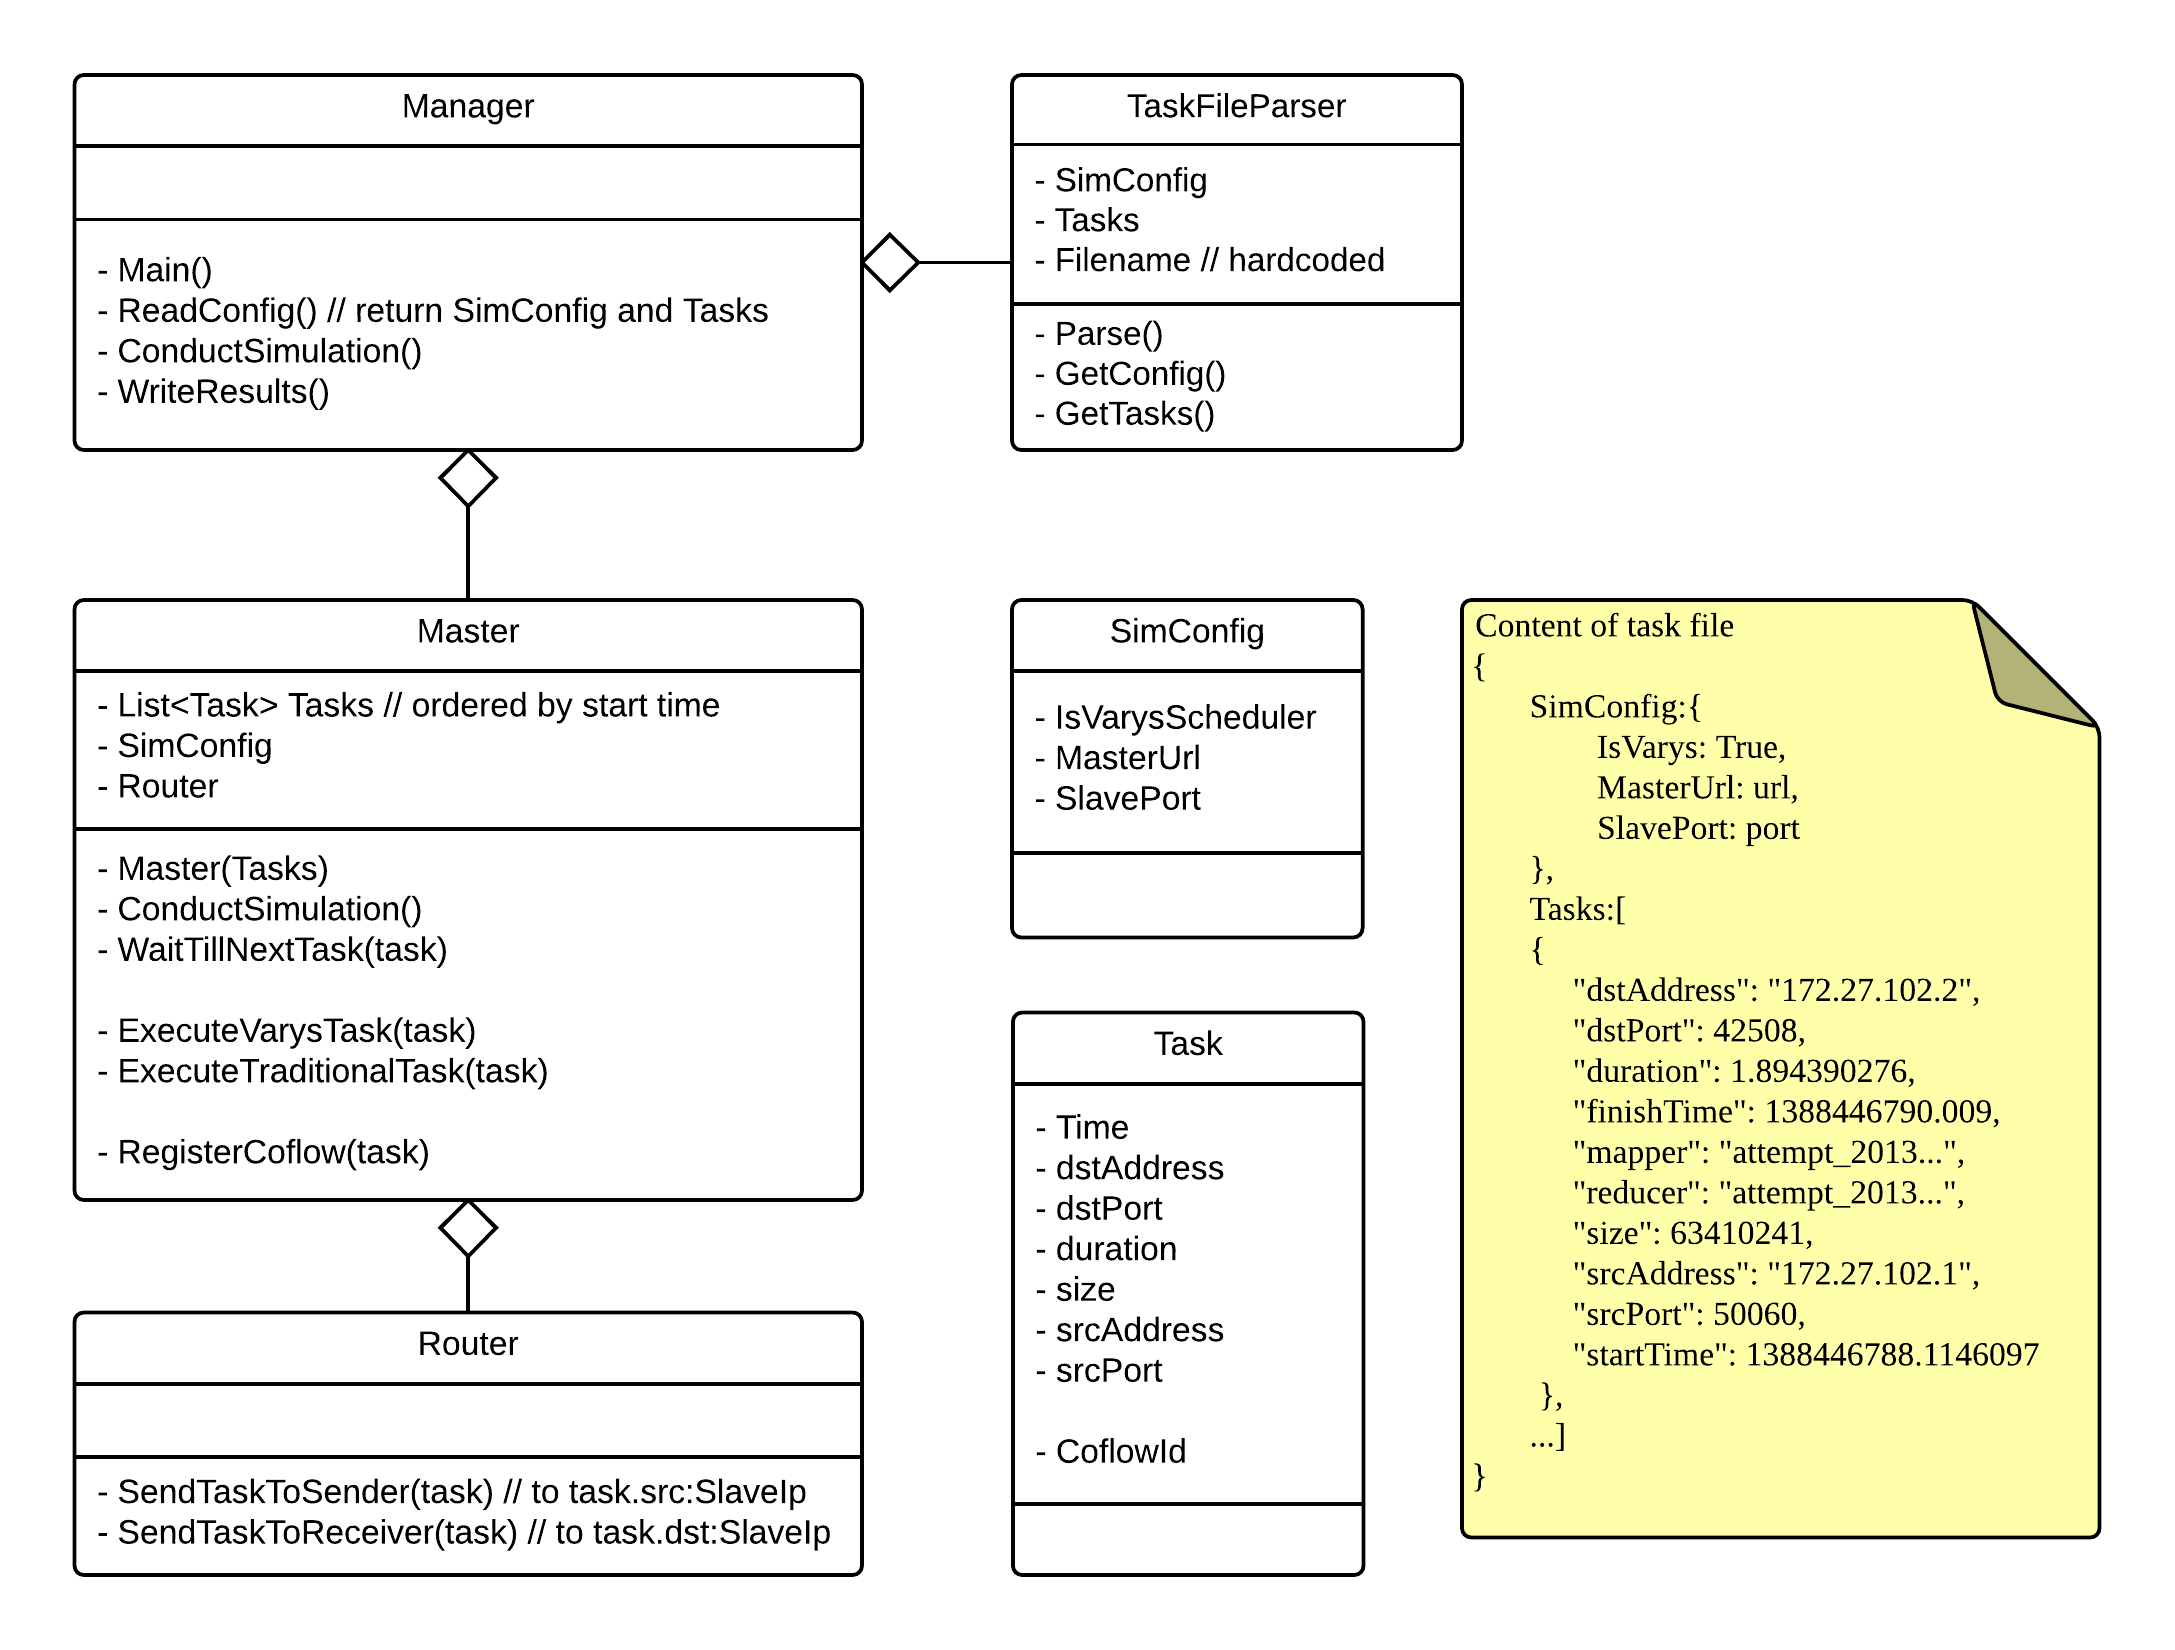 Manager
- Main()
- ReadConfig() // return SimConfig and Tasks
- ConductSimulation()
- WriteResults()
TaskFileParser
- SimConfig
- Tasks
- Filename // hardcoded
- Parse()
- GetConfig()
- GetTasks()
Master
- List<Task> Tasks // ordered by start time
- SimConfig
- Router
- Master(Tasks)
- ConductSimulation()
- WaitTillNextTask(task)
- ExecuteVarysTask(task)
- ExecuteTraditionalTask(task)
- RegisterCoflow(task)
Router
- SendTaskToSender(task) // to task.src:SlaveIp
- SendTaskToReceiver(task) // to task.dst:SlaveIp
SimConfig
- IsVarysScheduler
- MasterUrl
- SlavePort
Task
- Time
- dstAddress
- dstPort
- duration
- size
- srcAddress
- srcPort
- CoflowId
Content of task file
{
SimConfig:{
IsVarys: True,
MasterUrl: url,
SlavePort: port
},
Tasks:[
{
"dstAddress": "172.27.102.2",
"dstPort": 42508,
"duration": 1.894390276,
"finishTime": 1388446790.009,
"mapper": "attempt_2013...",
"reducer": "attempt_2013...",
"size": 63410241,
"srcAddress": "172.27.102.1",
"srcPort": 50060,
"startTime": 1388446788.1146097
},
...]
}